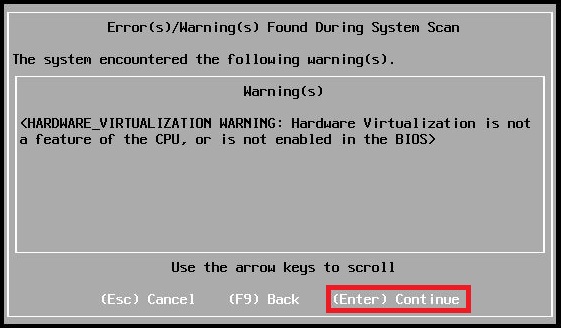 Error(s)/Warning(s) Found During System Scan
The system encountered the following warning(s).
Warning(s)
<HARDWARE_VIRTUALIZATION WARNING: Hardware Virtualization is not
a feature of the CPU, or is not enabled in the BIOS>
Use the arrow keys to scroll
(Esc) Cancel (F9) Back (Enter) Continue